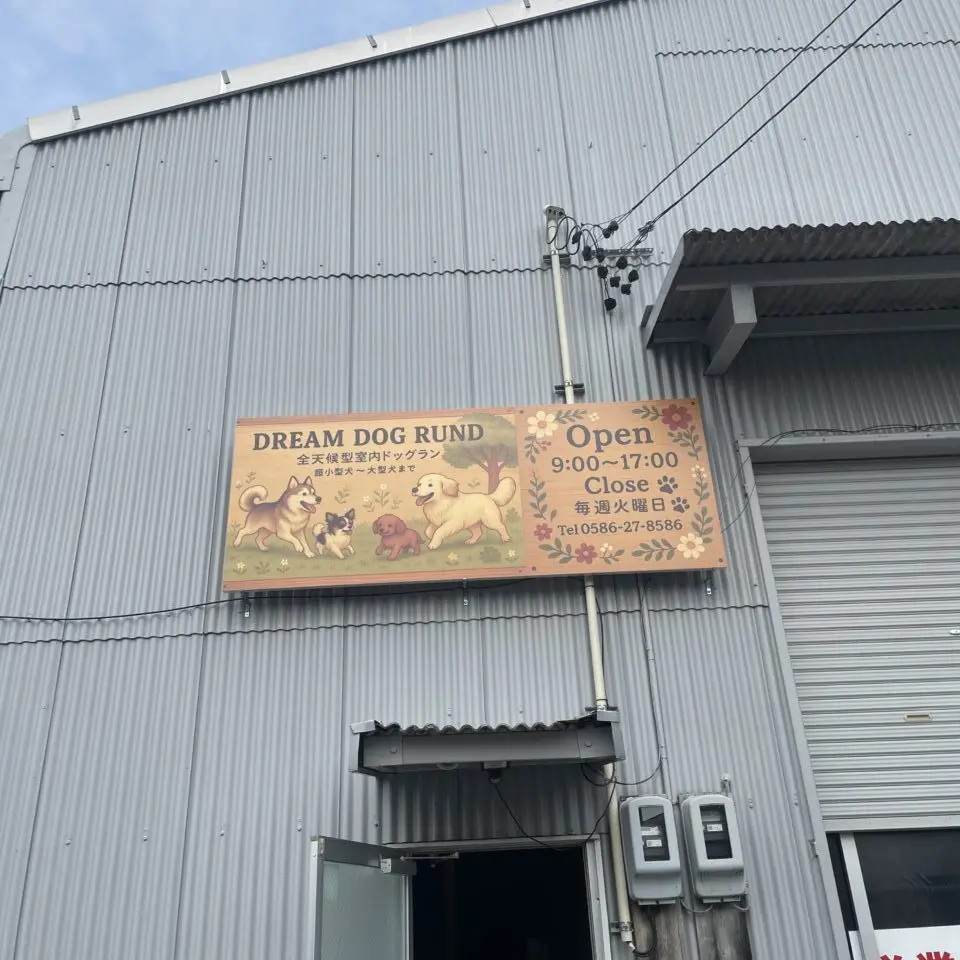 DREAM DOG RUND
全天候型室内ドッグラン
超小型犬〜大型犬まで
Open
9:00〜17:00
Close
毎週火曜日
Tel 0586-27-8586